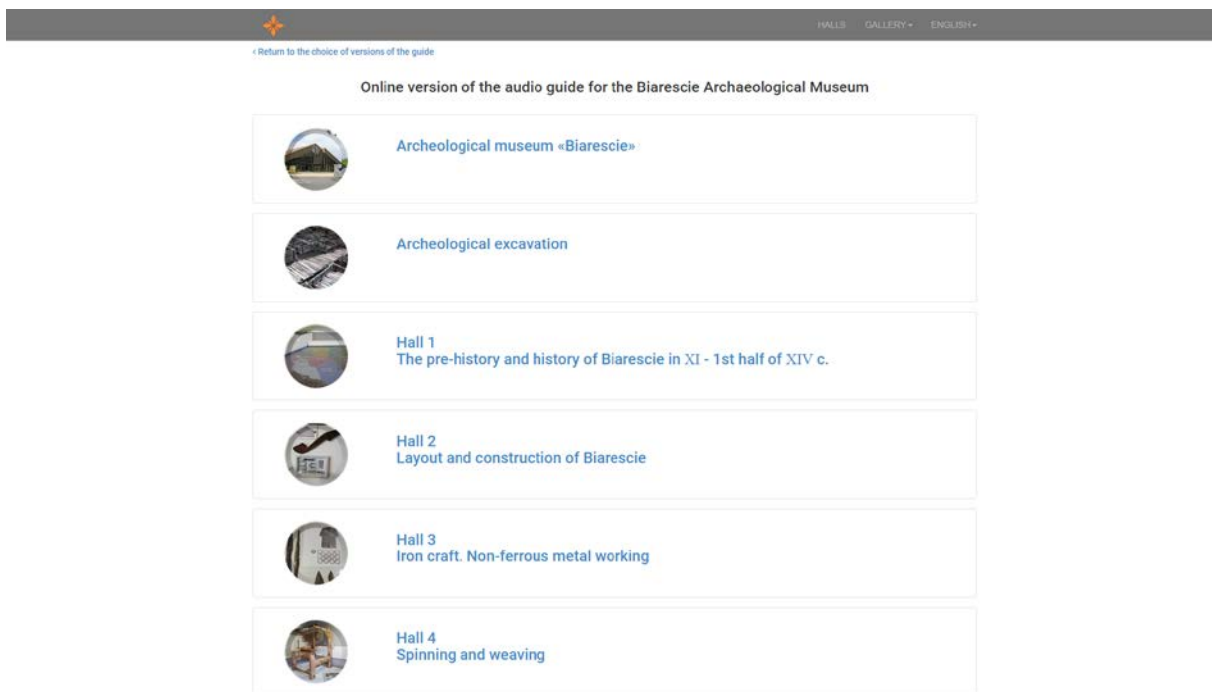 HALLS GALLERY ENGLISH
‹ Return to the choice of versions of the guide
Online version of the audio guide for the Biarescie Archaeological Museum
Archeological museum «Biarescie»
Archeological excavation
Hall 1
The pre-history and history of Biarescie in XI - 1st half of XIV c.
Hall 2
Layout and construction of Biarescie
Hall 3
Iron craft. Non-ferrous metal working
Hall 4
Spinning and weaving